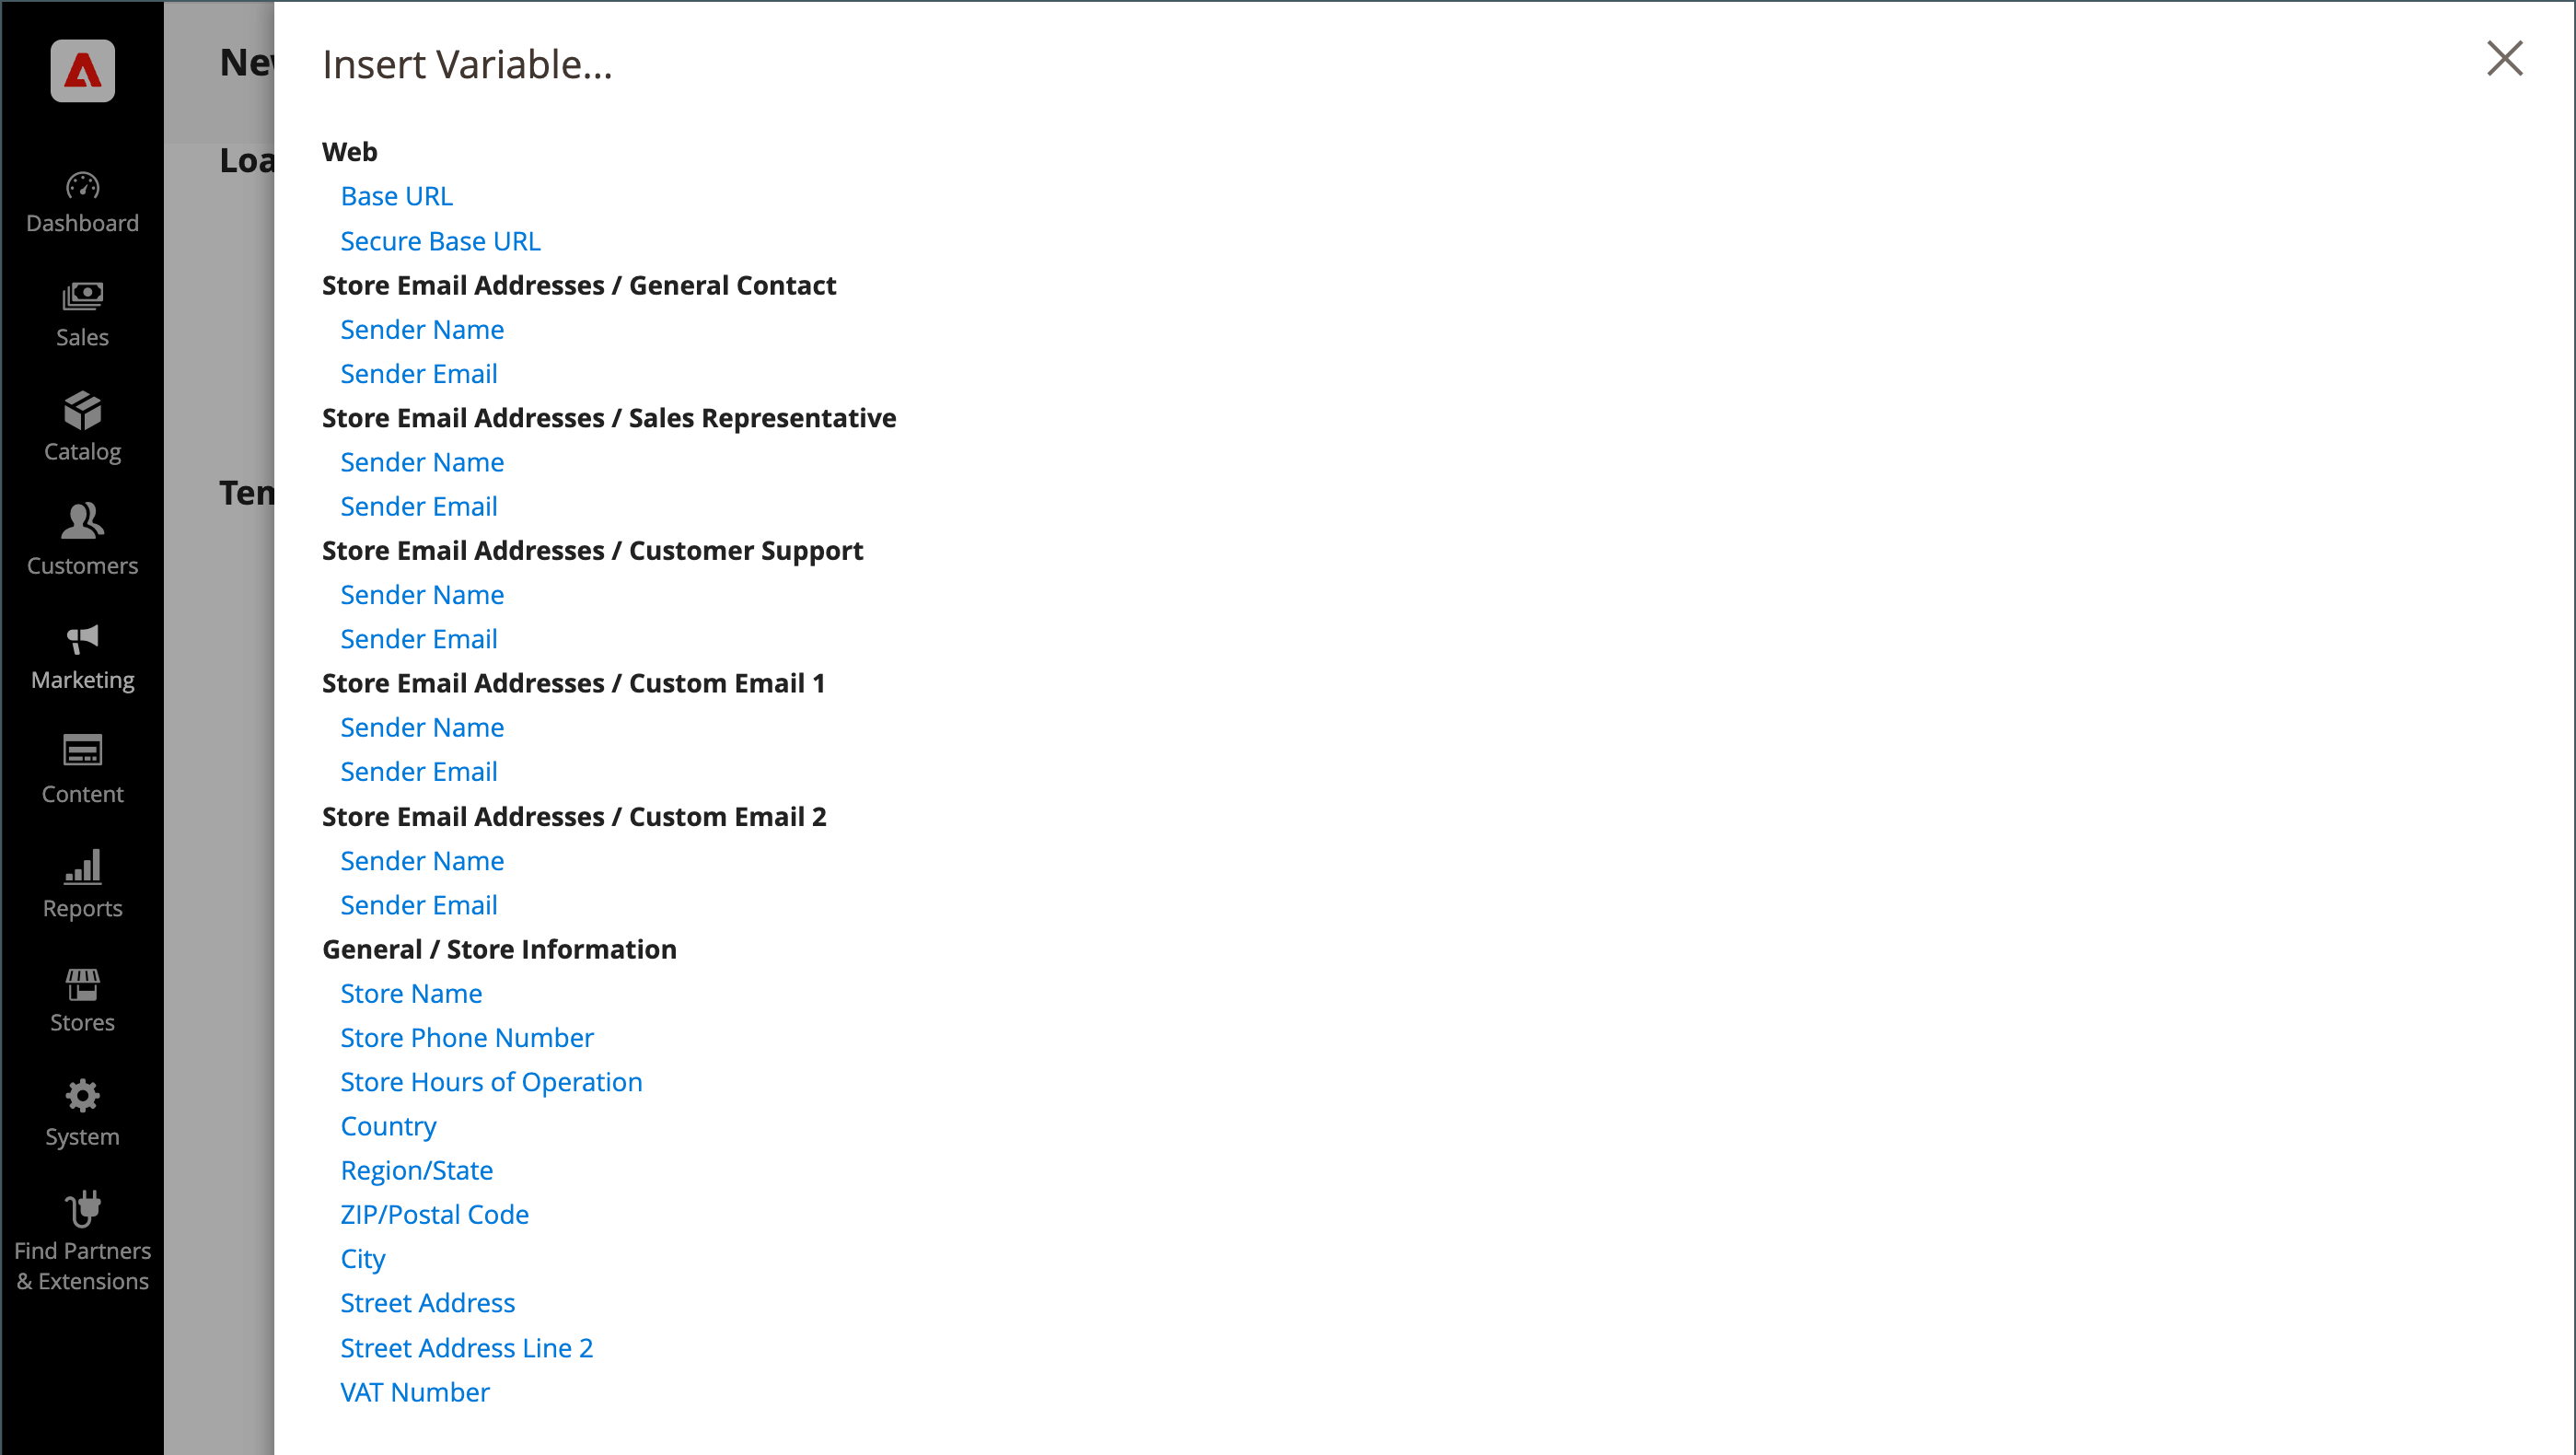 Dashboard
Sales
Catalog
Customers
Marketing
Content
Reports
Stores
System
Find Partners
& Extensions
Insert Variable...
Web
Base URL
Secure Base URL
Store Email Addresses / General Contact
Sender Name
Sender Email
Store Email Addresses / Sales Representative
Sender Name
Sender Email
Store Email Addresses / Customer Support
Sender Name
Sender Email
Store Email Addresses / Custom Email 1
Sender Name
Sender Email
Store Email Addresses / Custom Email 2
Sender Name
Sender Email
General / Store Information
Store Name
Store Phone Number
Store Hours of Operation
Country
Region/State
ZIP/Postal Code
City
Street Address
Street Address Line 2
VAT Number